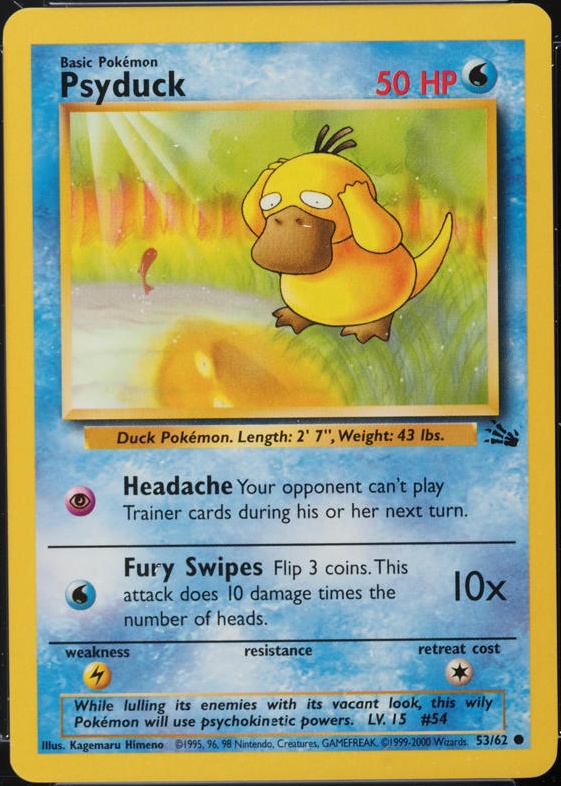 Basic Pokémon
Psyduck
50 HP
Duck Pokémon. Length: 2' 7", Weight: 43 lbs.
Headache Your opponent can't play
Trainer cards during his or her next turn.
Fury Swipes Flip 3 coins. This
attack does 10 damage times the
number of heads.
10x
weakness
resistance
retreat cost
While lulling its enemies with its vacant look, this wily
Pokémon will use psychokinetic powers. LV. 15 #54
Illus. Kagemaru Himeno ©1995, 96, 98 Nintendo, Creatures, GAMEFREAK. ©1999-2000 Wizards. 53/62